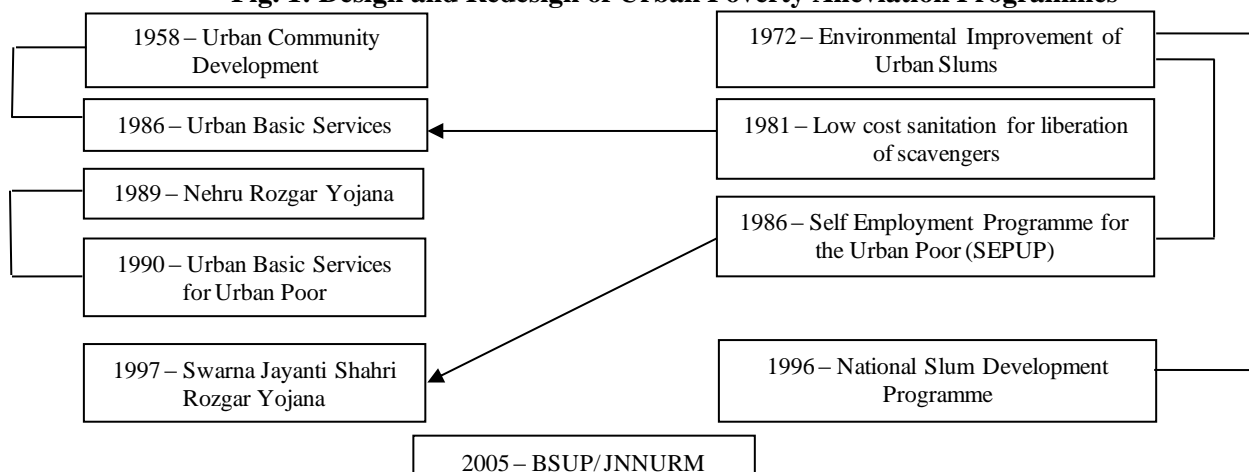 Fig. 1: Design and Redesign of Urban Poverty Alleviation Programmes
1958 – Urban Community
Development
1986 – Urban Basic Services
1989 – Nehru Rozgar Yojana
1990 – Urban Basic Services
for Urban Poor
1997 – Swarna Jayanti Shahri
Rozgar Yojana
1972 – Environmental Improvement of
Urban Slums
1981 – Low cost sanitation for liberation
of scavengers
1986 – Self Employment Programme for
the Urban Poor (SEPUP)
1996 – National Slum Development
Programme
2005 – BSUP/JNNURM